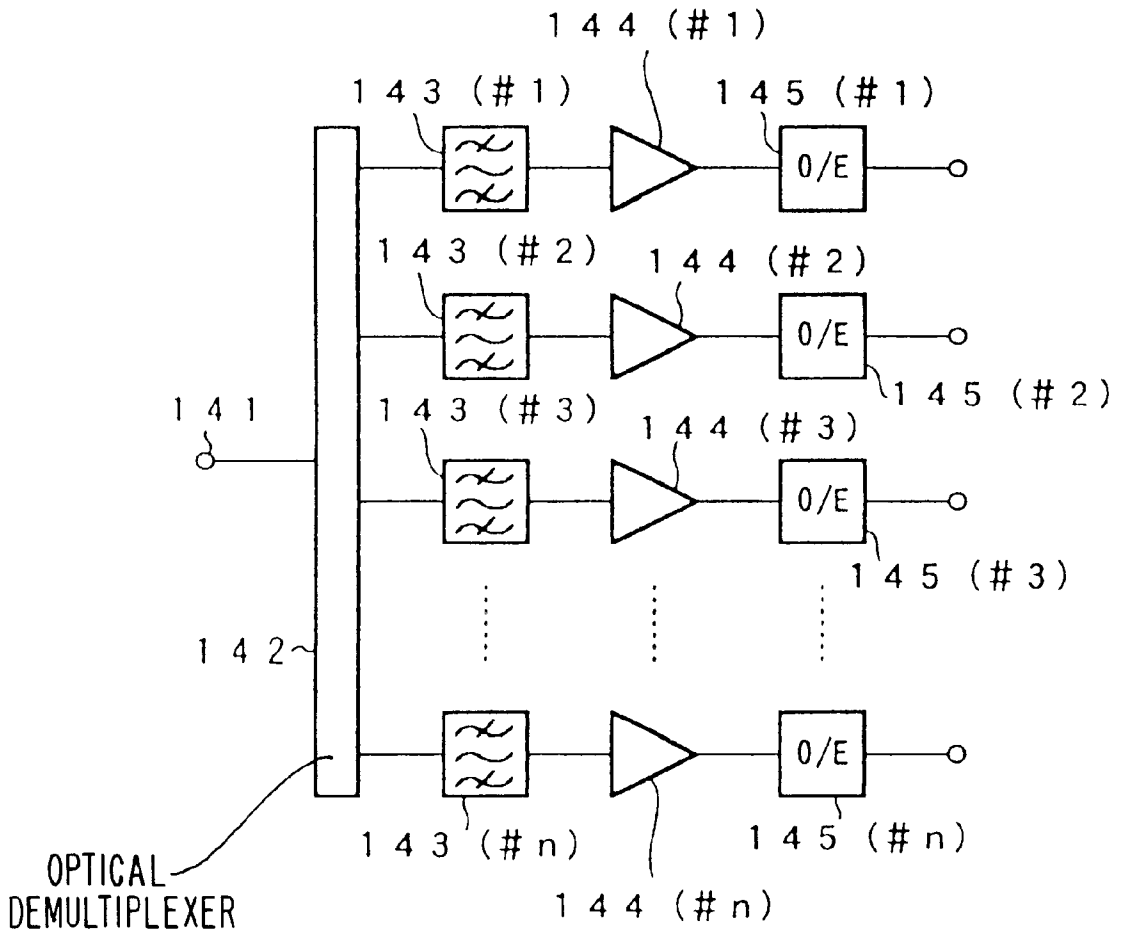 144 (#1)
143 (#1)
145 (#1)
O/E
143 (#2)
144 (#2)
O/E
145 (#2)
141
143 (#3)
144 (#3)
O/E
145 (#3)
142
O/E
143 (#n)
145 (#n)
144 (#n)
OPTICAL
DEMULTIPLEXER